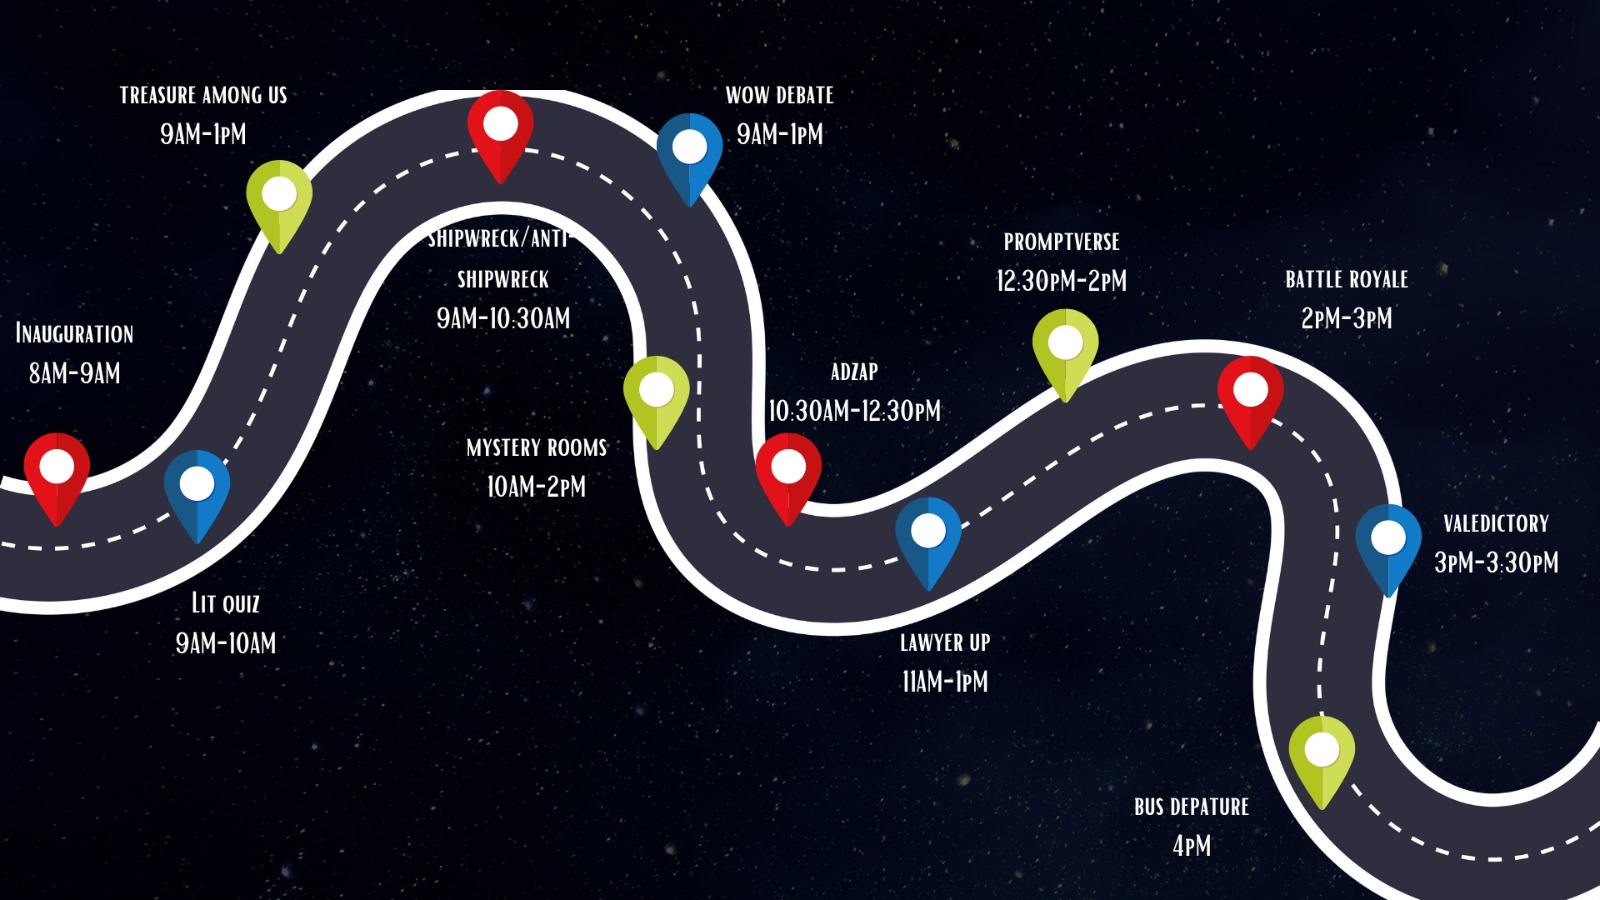 Inauguration
8AM-9AM
Lit quiz
9AM-10AM
TREASURE AMONG US
9AM-1PM
SHIPWRECK/ANTI-
SHIPWRECK
9AM-10:30AM
WOW DEBATE
9AM-1PM
MYSTERY ROOMS
10AM-2PM
ADZAP
10:30AM-12:30PM
LAWYER UP
11AM-1PM
PROMPTVERSE
12.30PM-2PM
BATTLE ROYALE
2PM-3PM
VALEDICTORY
3PM-3:30PM
BUS DEPATURE
4PM